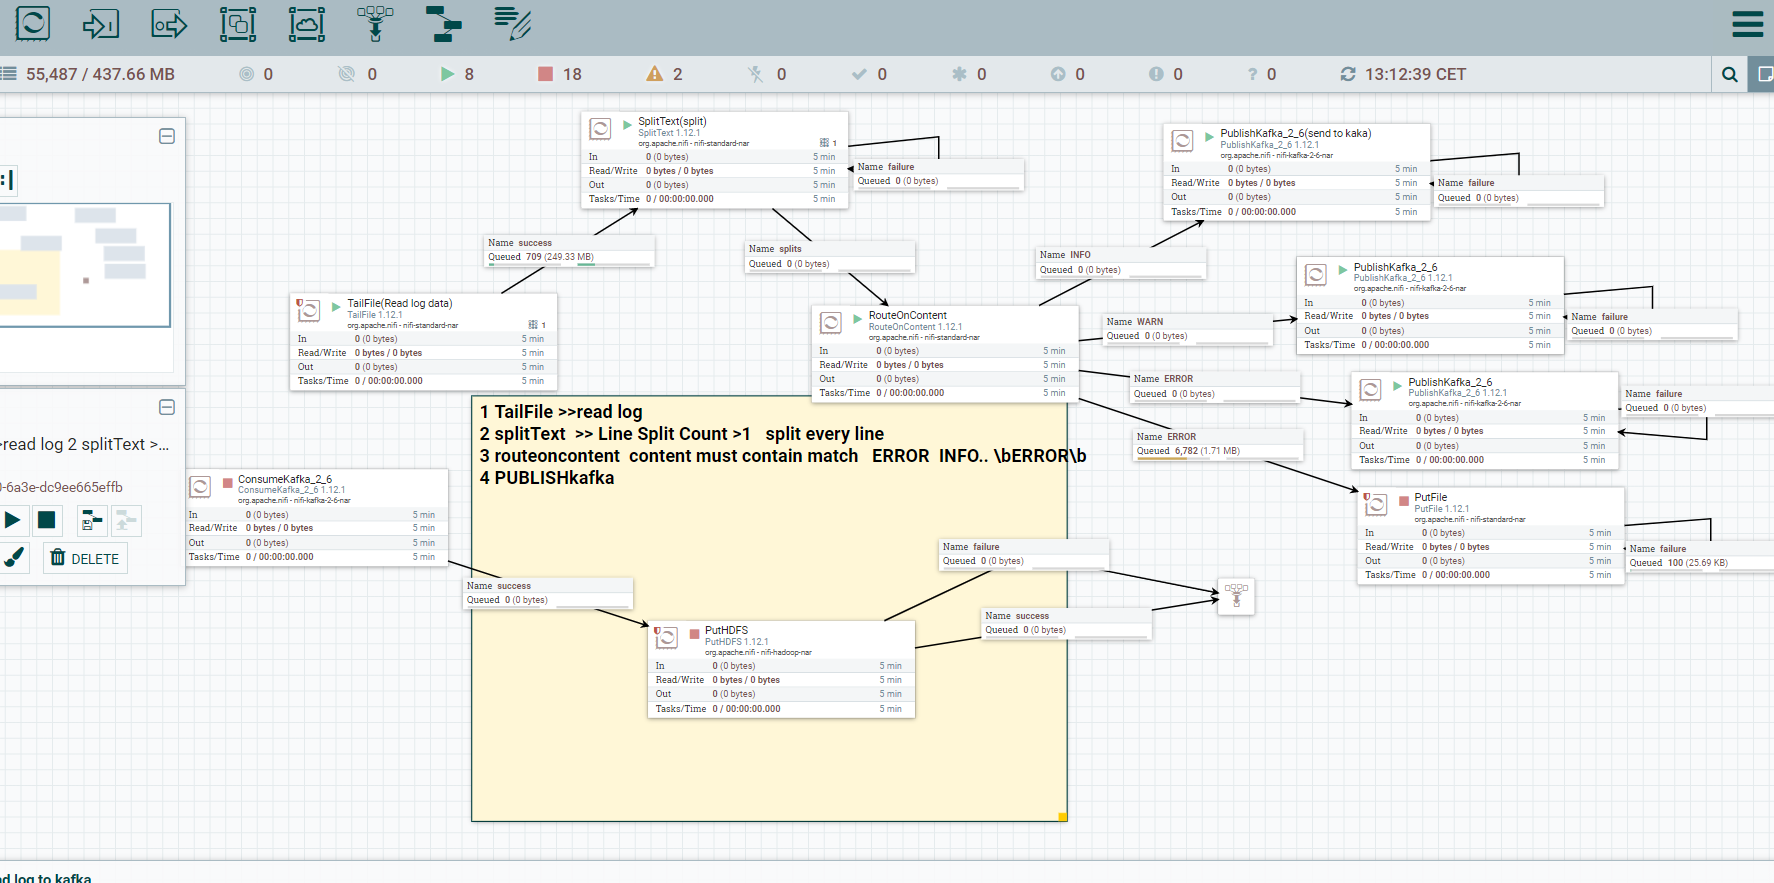 55,487 / 437.66 MB 0 0 8 18 2 0 0 0 0 0 0 13:12:39 CET
SplitText(split)
SplitText 1.12.1
org.apache.nifi - nifi-standard-nar
1
In 0 (0 bytes) 5 min
Read/Write 0 bytes / 0 bytes 5 min
Out 0 (0 bytes) 5 min
Tasks/Time 0 / 00:00:00.000 5 min
Name failure
Queued 0 (0 bytes)
PublishKafka_2_6(send to kaka)
PublishKafka_2_6 1.12.1
org.apache.nifi - nifi-kafka-2-6-nar
In 0 (0 bytes) 5 min
Read/Write 0 bytes / 0 bytes 5 min
Out 0 (0 bytes) 5 min
Tasks/Time 0 / 00:00:00.000 5 min
Name failure
Queued 0 (0 bytes)
Name success
Queued 709 (249.33 MB)
Name splits
Queued 0 (0 bytes)
Name INFO
Queued 0 (0 bytes)
TailFile(Read log data)
TailFile 1.12.1
org.apache.nifi - nifi-standard-nar
1
In 0 (0 bytes) 5 min
Read/Write 0 bytes / 0 bytes 5 min
Out 0 (0 bytes) 5 min
Tasks/Time 0 / 00:00:00.000 5 min
RouteOnContent
RouteOnContent 1.12.1
org.apache.nifi - nifi-standard-nar
In 0 (0 bytes) 5 min
Read/Write 0 bytes / 0 bytes 5 min
Out 0 (0 bytes) 5 min
Tasks/Time 0 / 00:00:00.000 5 min
Name WARN
Queued 0 (0 bytes)
PublishKafka_2_6
PublishKafka_2_6 1.12.1
org.apache.nifi - nifi-kafka-2-6-nar
In 0 (0 bytes) 5 min
Read/Write 0 bytes / 0 bytes 5 min
Out 0 (0 bytes) 5 min
Tasks/Time 0 / 00:00:00.000 5 min
Name failure
Queued 0 (0 bytes)
Name ERROR
Queued 0 (0 bytes)
PublishKafka_2_6
PublishKafka_2_6 1.12.1
org.apache.nifi - nifi-kafka-2-6-nar
In 0 (0 bytes) 5 min
Read/Write 0 bytes / 0 bytes 5 min
Out 0 (0 bytes) 5 min
Tasks/Time 0 / 00:00:00.000 5 min
Name failure
Queued 0 (0 bytes)
Name ERROR
Queued 6,782 (1.71 MB)
1 TailFile >>read log
2 splitText >> Line Split Count >1 split every line
3 routeoncontent content must contain match ERROR INFO.. \bERROR\b
4 PUBLISHkafka
>read log 2 splitText >...
0-6a3e-dc9ee665effb
DELETE
ConsumeKafka_2_6
ConsumeKafka_2_6 1.12.1
org.apache.nifi - nifi-kafka-2-6-nar
In 0 (0 bytes) 5 min
Read/Write 0 bytes / 0 bytes 5 min
Out 0 (0 bytes) 5 min
Tasks/Time 0 / 00:00:00.000 5 min
PutFile
PutFile 1.12.1
org.apache.nifi - nifi-standard-nar
In 0 (0 bytes) 5 min
Read/Write 0 bytes / 0 bytes 5 min
Out 0 (0 bytes) 5 min
Tasks/Time 0 / 00:00:00.000 5 min
Name failure
Queued 100 (25.69 KB)
Name success
Queued 0 (0 bytes)
Name failure
Queued 0 (0 bytes)
Name success
Queued 0 (0 bytes)
PutHDFS
PutHDFS 1.12.1
org.apache.nifi - nifi-hadoop-nar
In 0 (0 bytes) 5 min
Read/Write 0 bytes / 0 bytes 5 min
Out 0 (0 bytes) 5 min
Tasks/Time 0 / 00:00:00.000 5 min
ad log to kafka